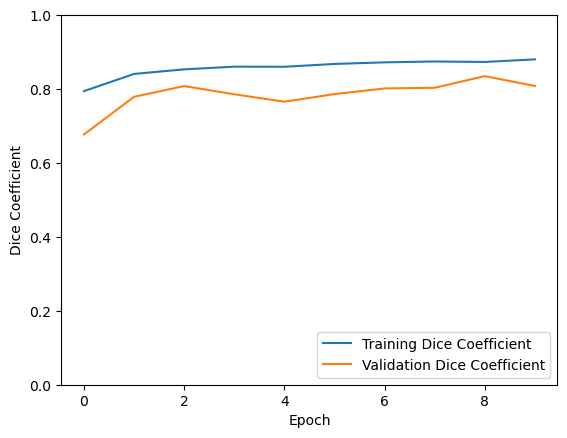 1.0
0.8
0.6
0.4
0.2
0.0
Dice Coefficient
Training Dice Coefficient
Validation Dice Coefficient
0 2 4 6 8
Epoch